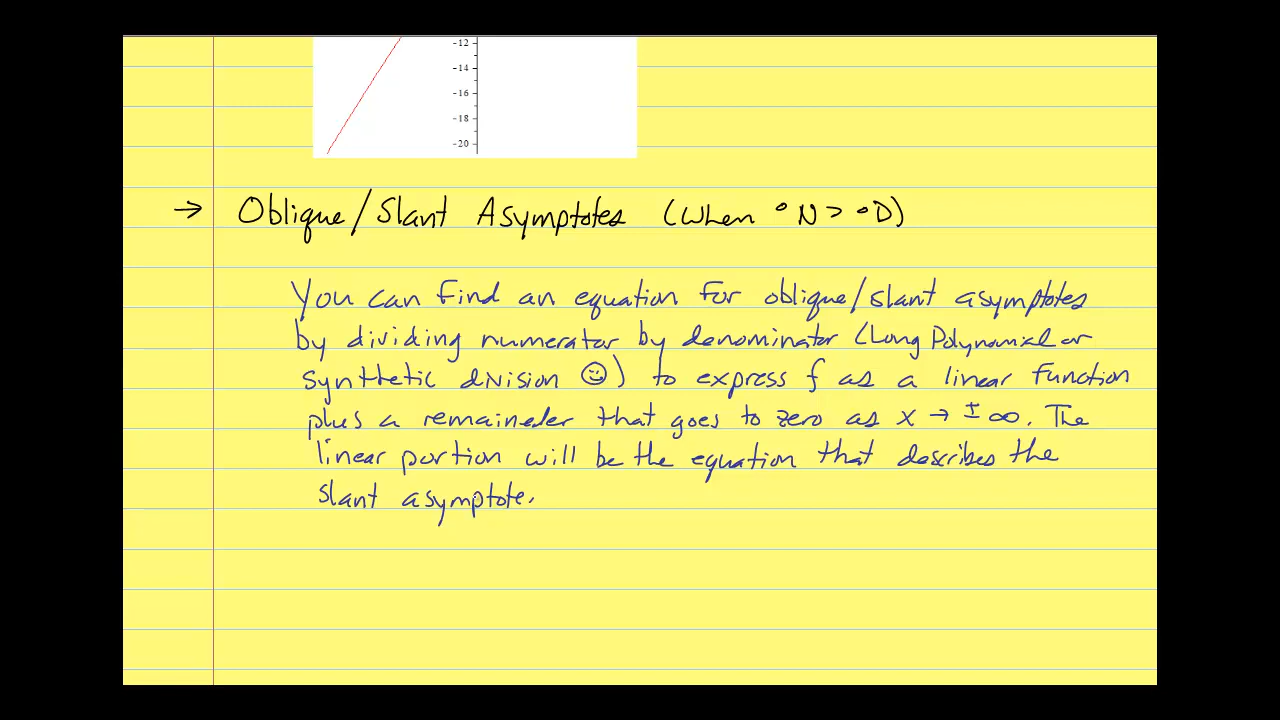 -12
-14
-16
-18
-20
→ Oblique/Slant Asymptotes (When °N > °D)
You can find an equation for oblique/slant asymptotes
by dividing numerator by denominator (Long Polynomial or
synthetic division ☺) to express f as a linear function
plus a remaineder that goes to zero as x → ± ∞. The
linear portion will be the equation that describes the
slant asymptote.